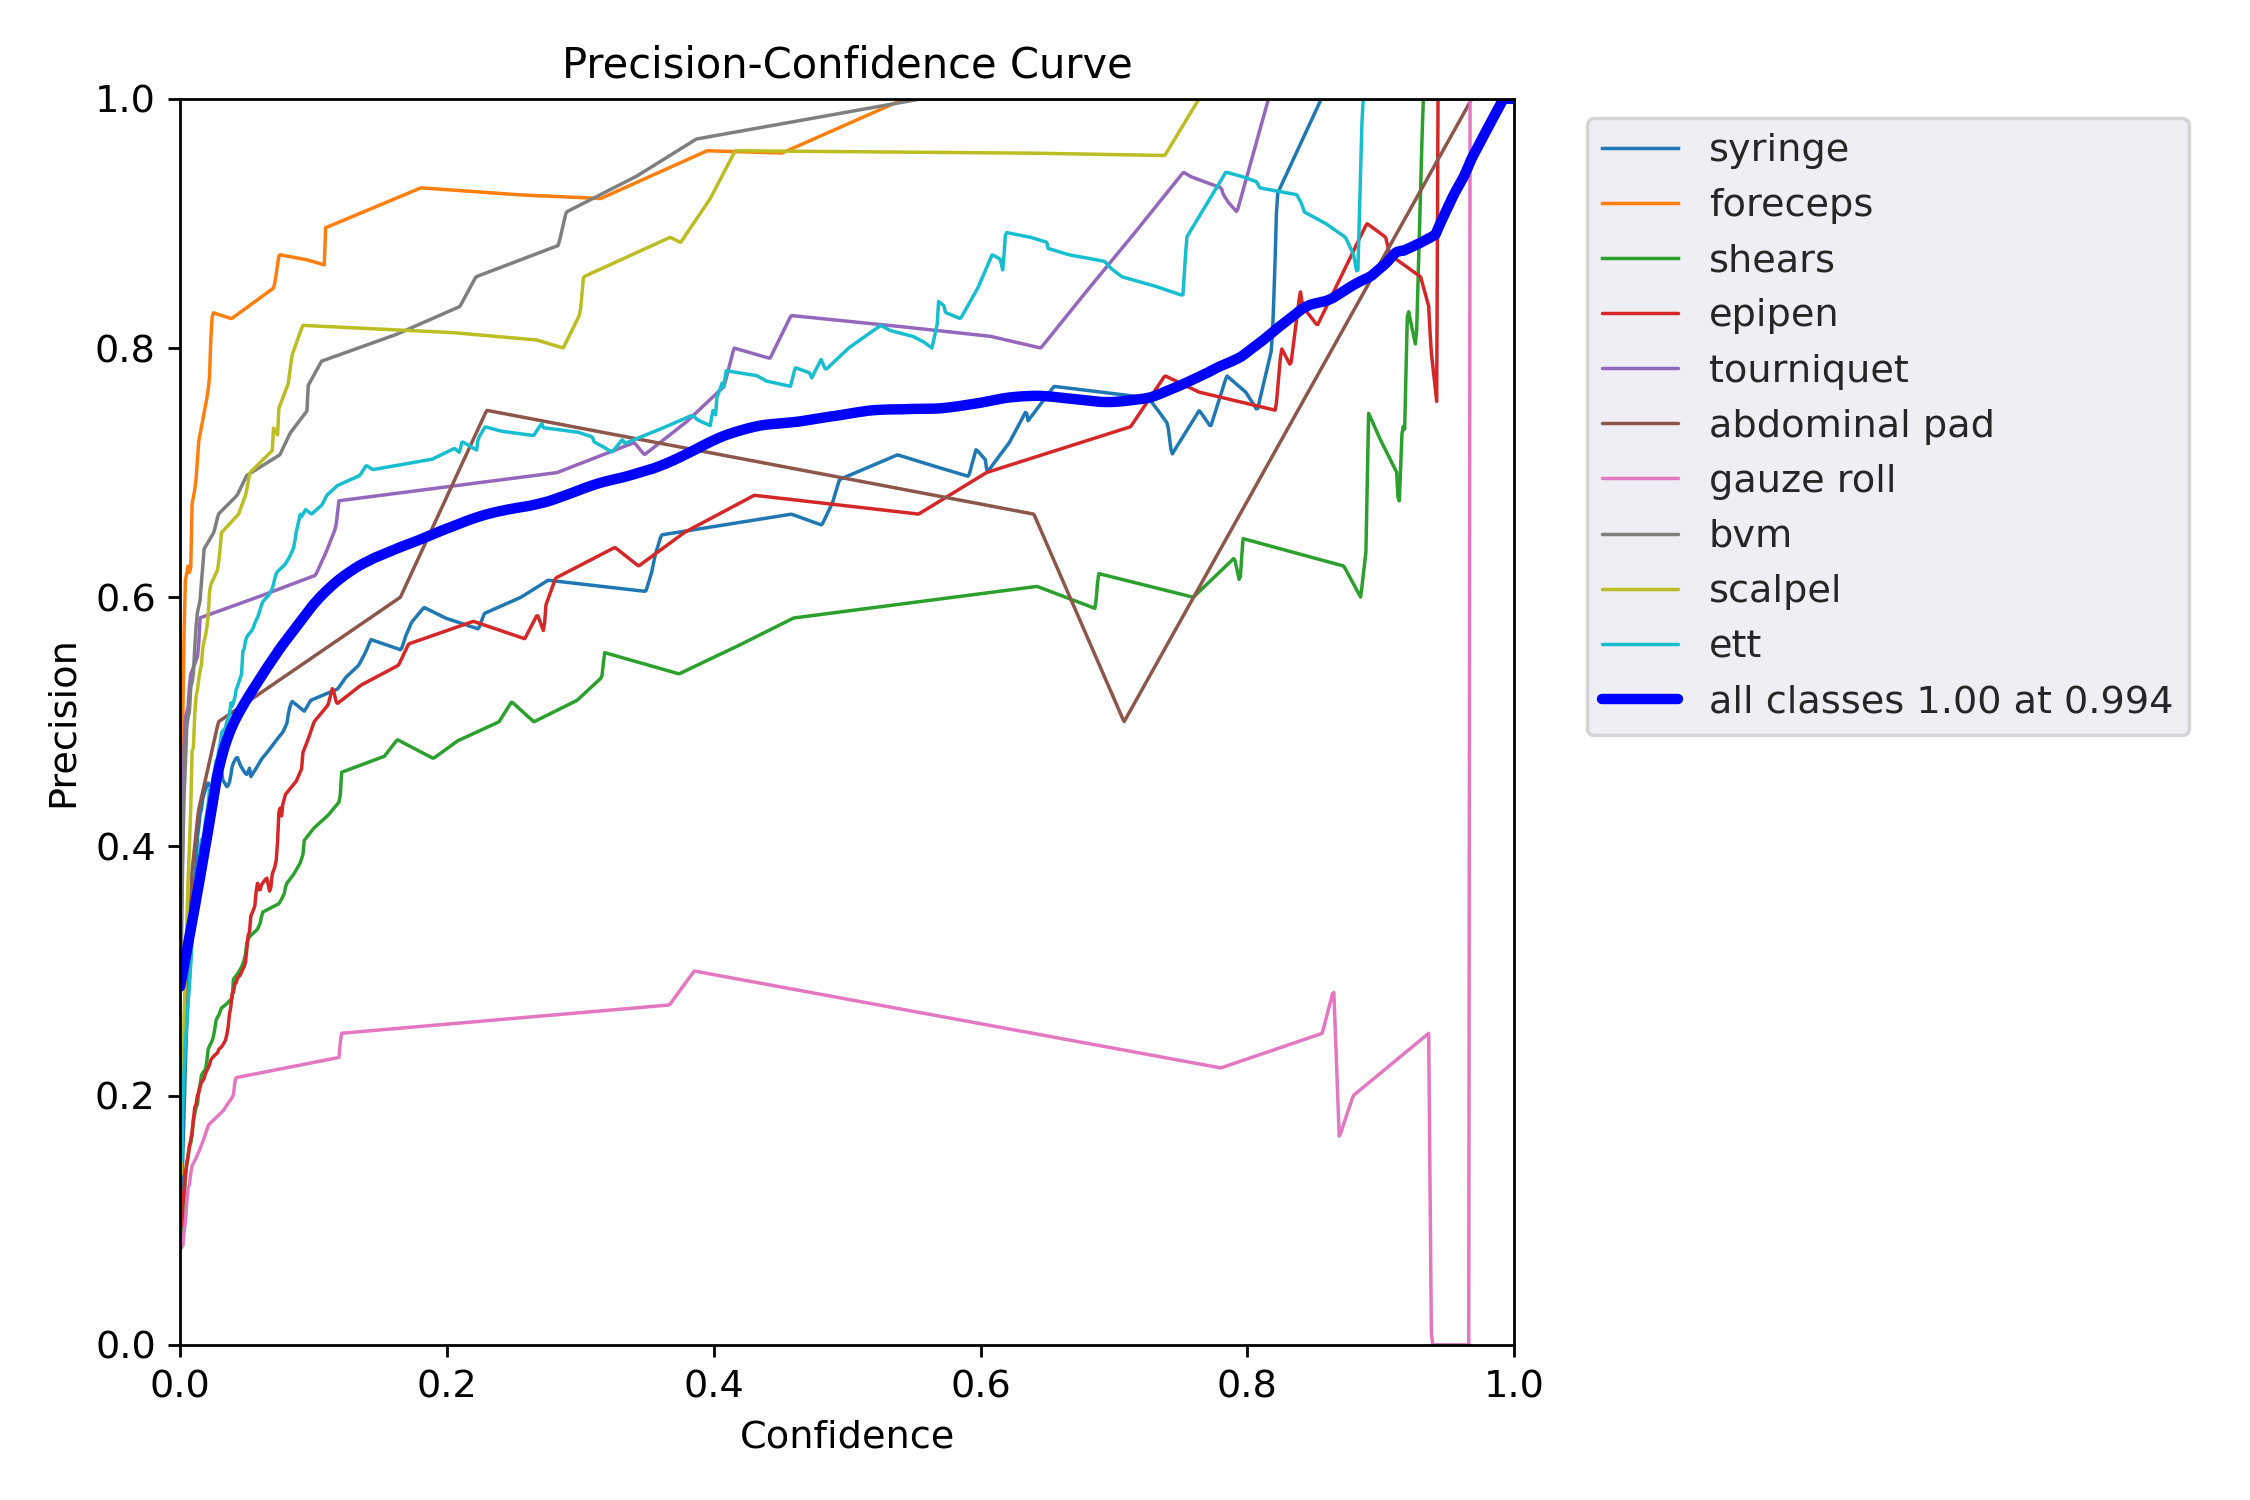 Precision-Confidence Curve
1.0
0.8
0.6
0.4
0.2
0.0
Precision
0.0 0.2 0.4 0.6 0.8 1.0
Confidence
syringe
foreceps
shears
epipen
tourniquet
abdominal pad
gauze roll
bvm
scalpel
ett
all classes 1.00 at 0.994